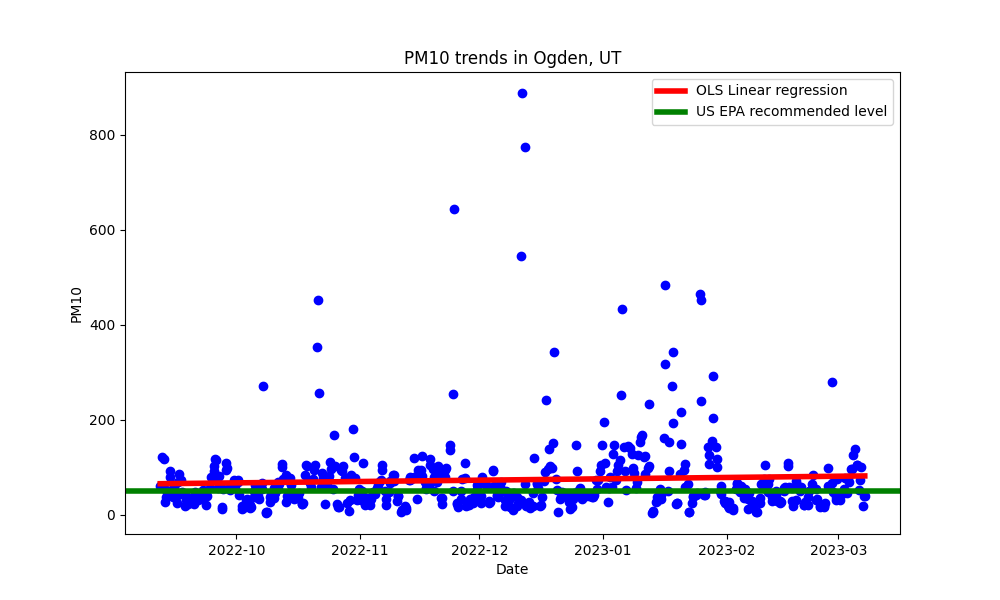 PM10 trends in Ogden, UT
OLS Linear regression
US EPA recommended level
800
600
400
200
0
PM10
2022-10
2022-11
2022-12
2023-01
2023-02
2023-03
Date